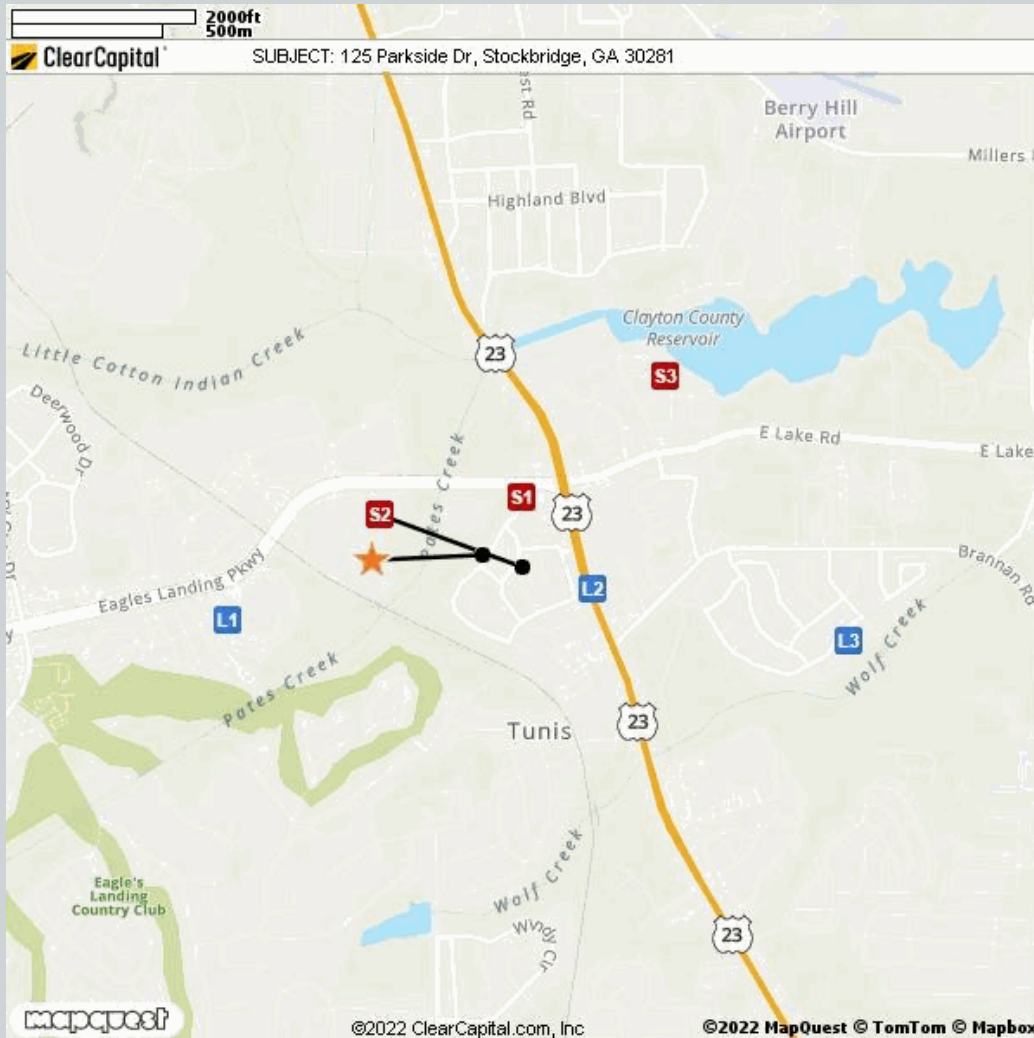 2000ft
500m
ClearCapital
SUBJECT: 125 Parkside Dr, Stockbridge, GA 30281
est Rd
Berry Hill
Airport
Millers
Highland Blvd
Clayton County
Reservoir
23
Little Cotton Indian Creek
S3
Deerwood Dr
E Lake Rd
E Lake
Pates Creek
S1
S2
23
Brannan Rd
Eagles Landing Pkwy
L2
L1
L3
Wolf Creek
Pates Creek
23
Tunis
Wolf Creek
Eagle's
Landing
Country Club
Windy Cir
23
mapquest
©2022 ClearCapital.com, Inc
©2022 MapQuest © TomTom © Mapbox